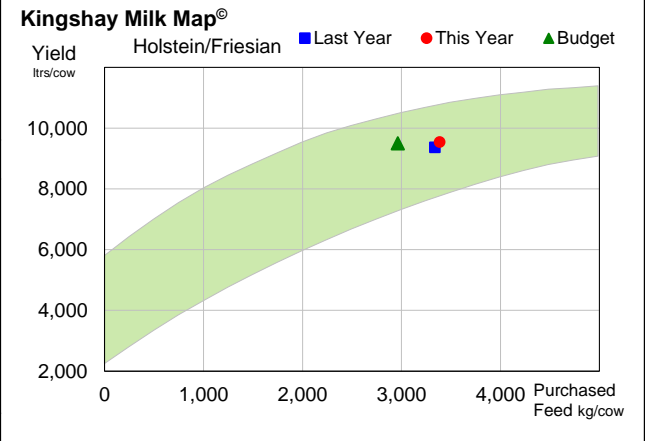 Kingshay Milk Map©
Yield
ltrs/cow
Holstein/Friesian
Last Year
This Year
Budget
10,000
8,000
6,000
4,000
2,000
0
1,000
2,000
3,000
4,000
Purchased
Feed kg/cow